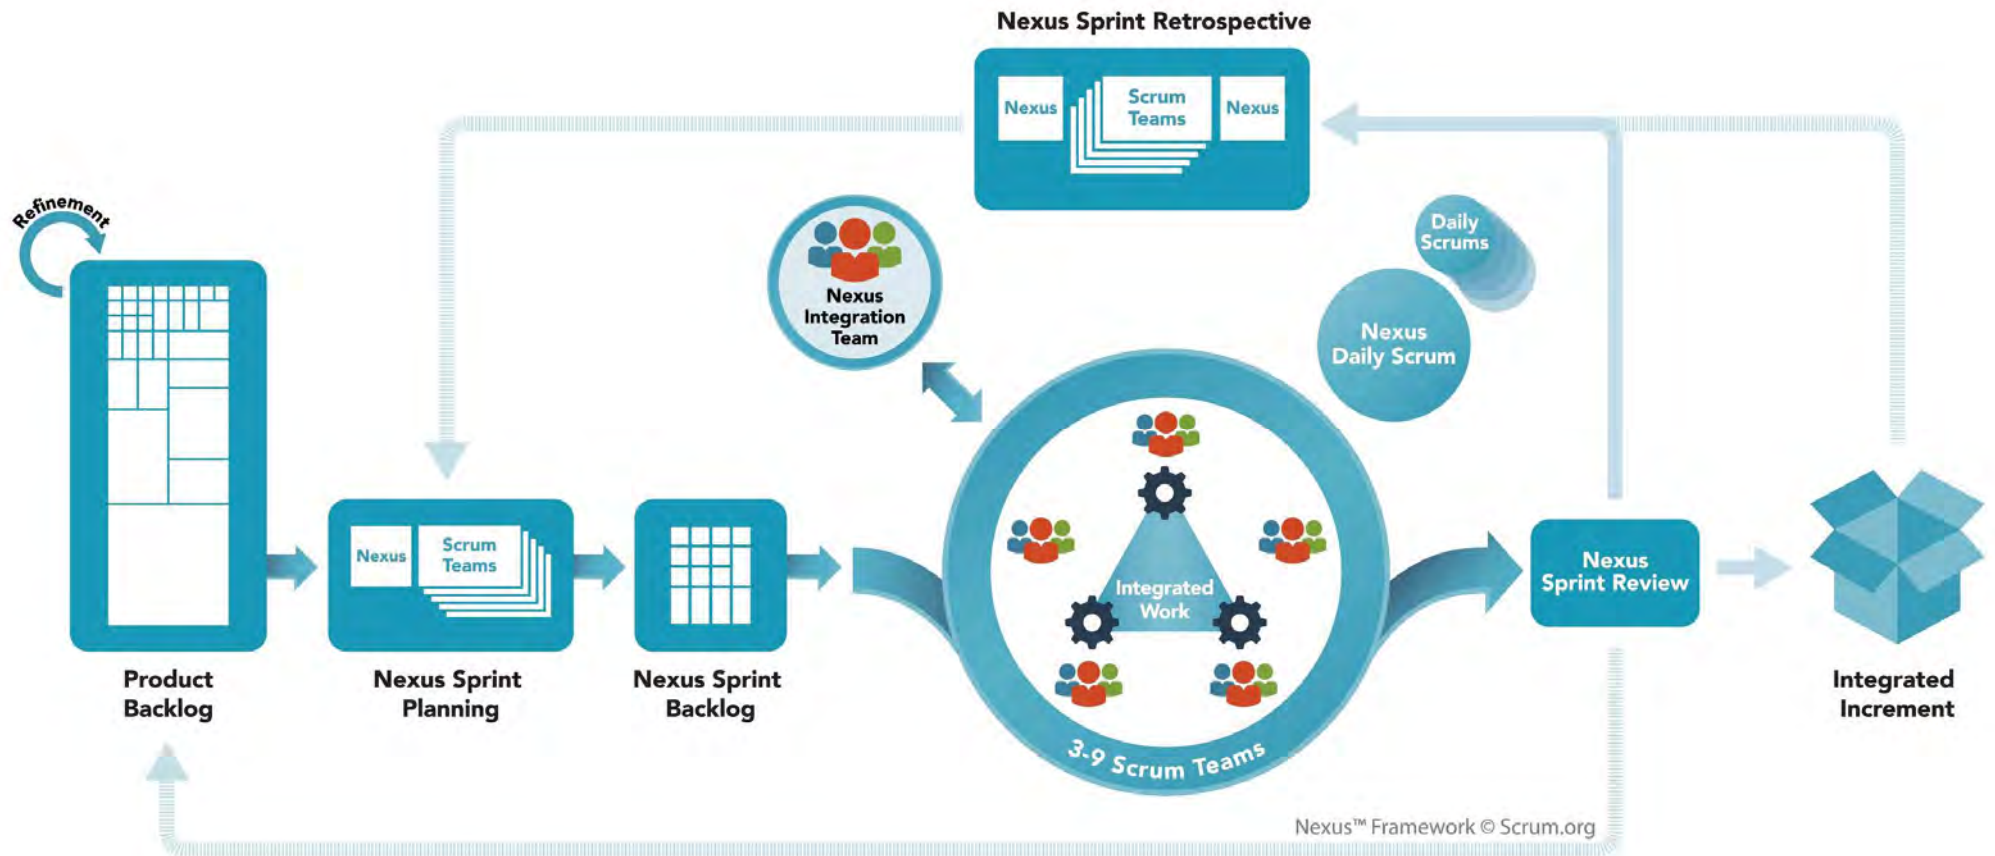 Nexus Sprint Retrospective
Nexus
Scrum
Teams
Nexus
Refinement
Daily
Scrums
Nexus
Integration
Team
Nexus
Daily Scrum
Nexus
Scrum
Teams
Integrated
Work
Nexus
Sprint Review
Product
Backlog
Nexus Sprint
Planning
Nexus Sprint
Backlog
3-9 Scrum Teams
Integrated
Increment
Nexus™ Framework © Scrum.org